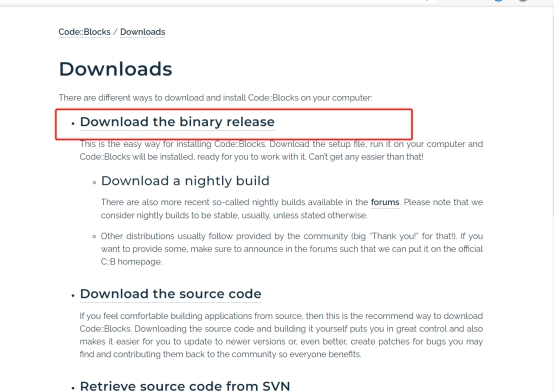 Code::Blocks / Downloads
Downloads
There are different ways to download and install Code::Blocks on your computer:
• Download the binary release
This is the easy way for installing Code::Blocks. Download the setup file, run it on your computer and
Code::Blocks will be installed, ready for you to work with it. Can't get any easier than that!
◦ Download a nightly build
There are also more recent so-called nightly builds available in the forums. Please note that we
consider nightly builds to be stable, usually, unless stated otherwise.
◦ Other distributions usually follow provided by the community (big “Thank you!” for that!). If you
want to provide some, make sure to announce in the forums such that we can put it on the official
C::B homepage.
• Download the source code
If you feel comfortable building applications from source, then this is the recommend way to download
Code::Blocks. Downloading the source code and building it yourself puts you in great control and also
makes it easier for you to update to newer versions or, even better, create patches for bugs you may
find and contributing them back to the community so everyone benefits.
• Retrieve source code from SVN